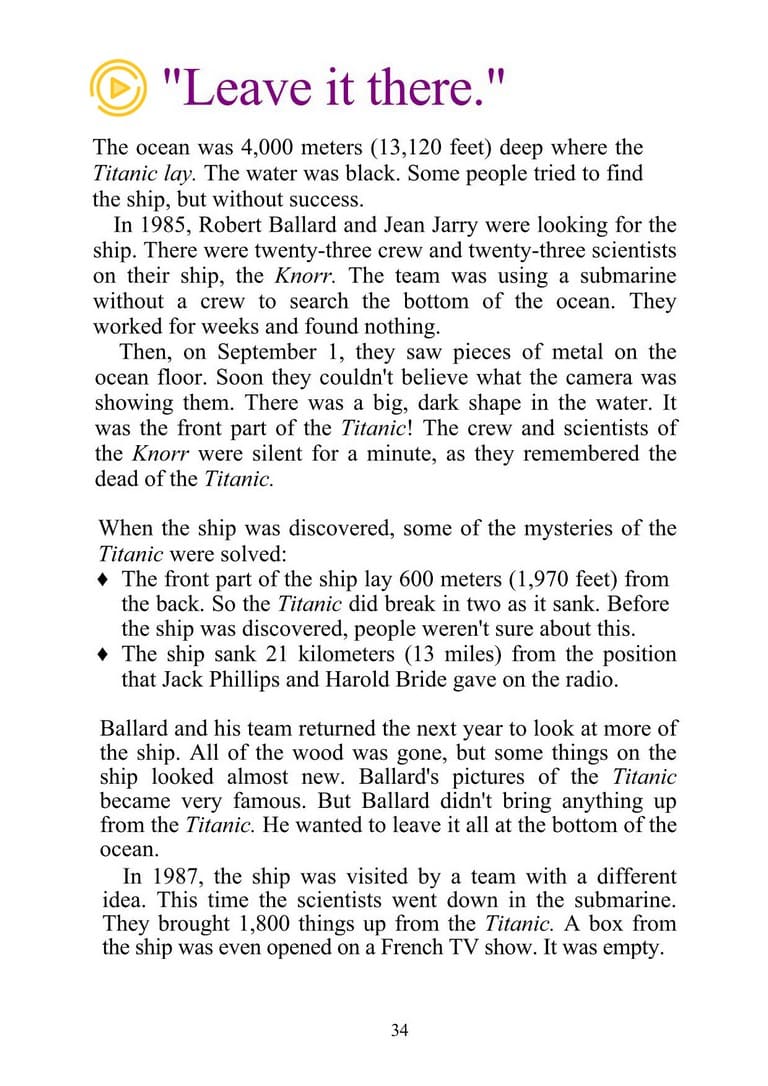 "Leave it there."
The ocean was 4,000 meters (13,120 feet) deep where the
Titanic lay. The water was black. Some people tried to find
the ship, but without success.
In 1985, Robert Ballard and Jean Jarry were looking for the
ship. There were twenty-three crew and twenty-three scientists
on their ship, the Knorr. The team was using a submarine
without a crew to search the bottom of the ocean. They
worked for weeks and found nothing.
Then, on September 1, they saw pieces of metal on the
ocean floor. Soon they couldn't believe what the camera was
showing them. There was a big, dark shape in the water. It
was the front part of the Titanic! The crew and scientists of
the Knorr were silent for a minute, as they remembered the
dead of the Titanic.
When the ship was discovered, some of the mysteries of the
Titanic were solved:
♦ The front part of the ship lay 600 meters (1,970 feet) from
the back. So the Titanic did break in two as it sank. Before
the ship was discovered, people weren't sure about this.
♦ The ship sank 21 kilometers (13 miles) from the position
that Jack Phillips and Harold Bride gave on the radio.
Ballard and his team returned the next year to look at more of
the ship. All of the wood was gone, but some things on the
ship looked almost new. Ballard's pictures of the Titanic
became very famous. But Ballard didn't bring anything up
from the Titanic. He wanted to leave it all at the bottom of the
ocean.
In 1987, the ship was visited by a team with a different
idea. This time the scientists went down in the submarine.
They brought 1,800 things up from the Titanic. A box from
the ship was even opened on a French TV show. It was empty.
34